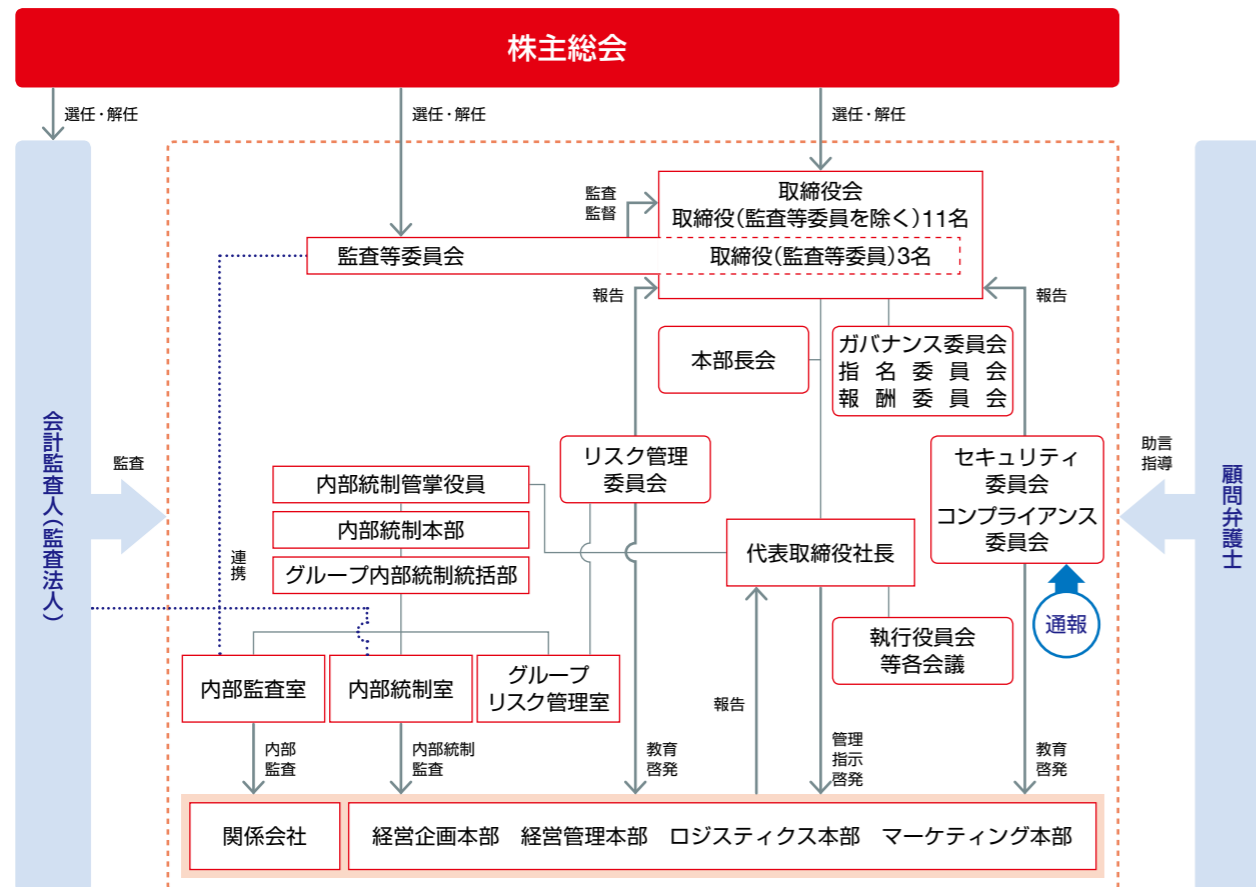 株主総会
選任・解任
選任・解任
選任・解任
取締役会
取締役(監査等委員を除く)11名
監査
監督
監査等委員会
取締役(監査等委員)3名
報告
報告
本部長会
ガバナンス委員会
指名委員会
報酬委員会
会計監査人(監査法人)
監査
リスク管理
委員会
セキュリティ
委員会
コンプライアンス
委員会
助言
指導
顧問弁護士
内部統制管掌役員
内部統制本部
グループ内部統制統括部
連携
代表取締役社長
通報
執行役員会
等各会議
内部監査室
内部統制室
グループ
リスク管理室
報告
内部
監査
内部統制
監査
教育
啓発
管理
指示
啓発
教育
啓発
関係会社
経営企画本部 経営管理本部 ロジスティクス本部 マーケティング本部